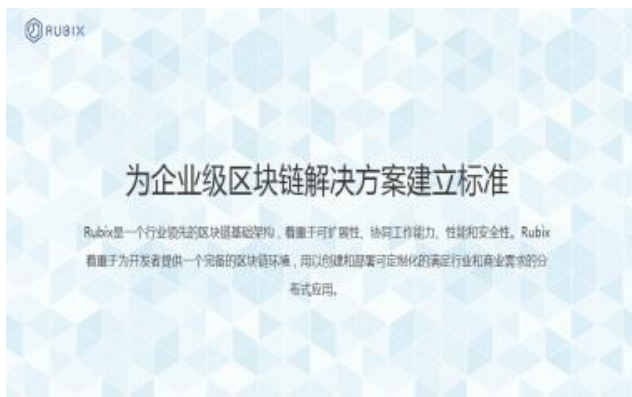 RUBIX
为企业级区块链解决方案建立标准
Rubix是一个行业领先的区块链基础架构，着重于可扩展性、协同工作能力、性能和安全性。Rubix
着重于为开发者提供一个完备的区块链环境，用以创建和部署可定制化的满足行业和商业需求的分
布式应用。